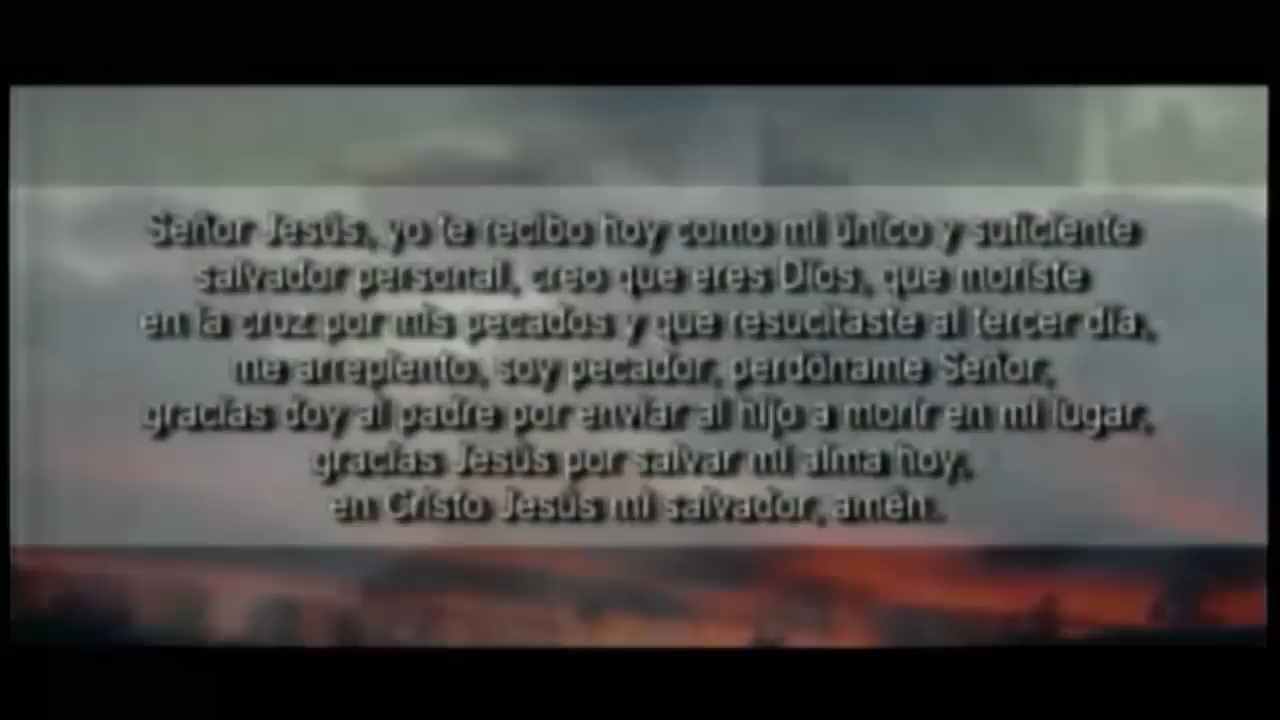 Señor Jesús, yo te recibo hoy como mi único y suficiente
salvador personal, creo que eres Dios, que moriste
en la cruz por mis pecados y que resucitaste al tercer día,
me arrepiento, soy pecador, perdóname Señor,
gracias doy al padre por enviar al hijo a morir en mi lugar,
gracias Jesús por salvar mi alma hoy,
en Cristo Jesús mi salvador, amén.